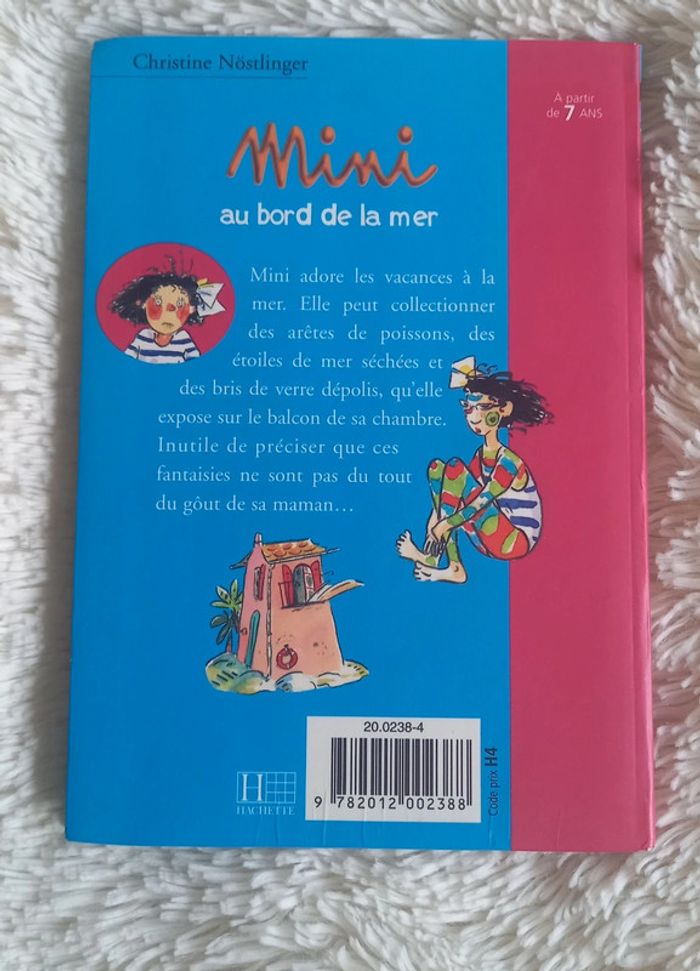 Christine Nöstlinger
À partir
de 7 ANS
Mini
au bord de la mer
Mini adore les vacances à la
mer. Elle peut collectionner
des arêtes de poissons, des
étoiles de mer séchées et
des bris de verre dépolis, qu'elle
expose sur le balcon de sa chambre.
Inutile de préciser que ces
fantaisies ne sont pas du tout
du gôut de sa maman...
20.0238-4
9 782012 002388
Code prix H4
H
HACHETTE